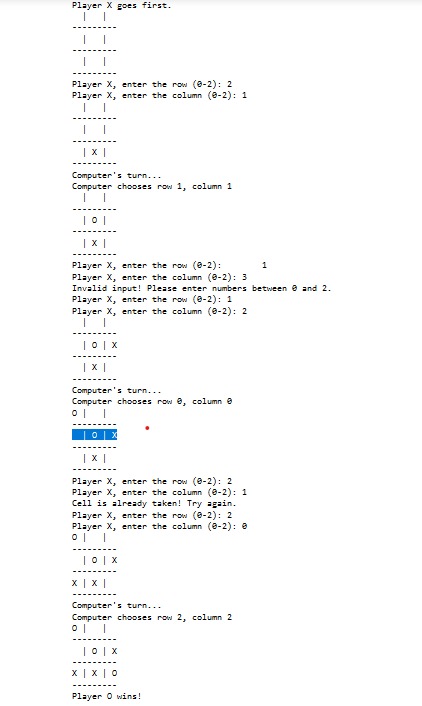 Player X goes first.
  |   |
---------
  |   |
---------
  |   |
---------
Player X, enter the row (0-2): 2
Player X, enter the column (0-2): 1
  |   |
---------
  |   |
---------
  | X |
---------
Computer's turn...
Computer chooses row 1, column 1
  |   |
---------
  | O |
---------
  | X |
---------
Player X, enter the row (0-2):        1
Player X, enter the column (0-2): 3
Invalid input! Please enter numbers between 0 and 2.
Player X, enter the row (0-2): 1
Player X, enter the column (0-2): 2
  |   |
---------
  | O | X
---------
  | X |
---------
Computer's turn...
Computer chooses row 0, column 0
O |   |
---------
  | O | X
---------
  | X |
---------
Player X, enter the row (0-2): 2
Player X, enter the column (0-2): 1
Cell is already taken! Try again.
Player X, enter the row (0-2): 2
Player X, enter the column (0-2): 0
O |   |
---------
  | O | X
---------
X | X |
---------
Computer's turn...
Computer chooses row 2, column 2
O |   |
---------
  | O | X
---------
X | X | O
---------
Player O wins!